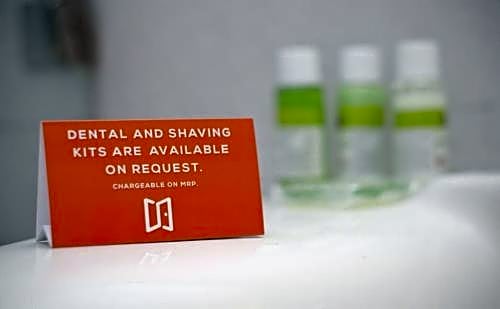 DENTAL AND SHAVING
KITS ARE AVAILABLE
ON REQUEST.
CHARGEABLE ON MRP.